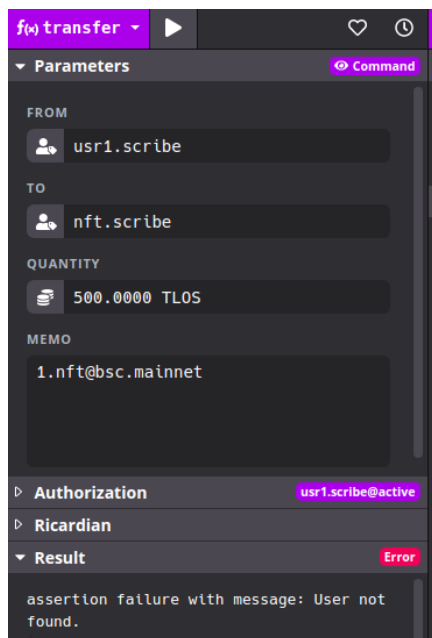 f(x) transfer
Parameters
Command
FROM
usr1.scribe
TO
nft.scribe
QUANTITY
500.0000 TLOS
MEMO
1.nft@bsc.mainnet
Authorization
usr1.scribe@active
Ricardian
Result
Error
assertion failure with message: User not
found.